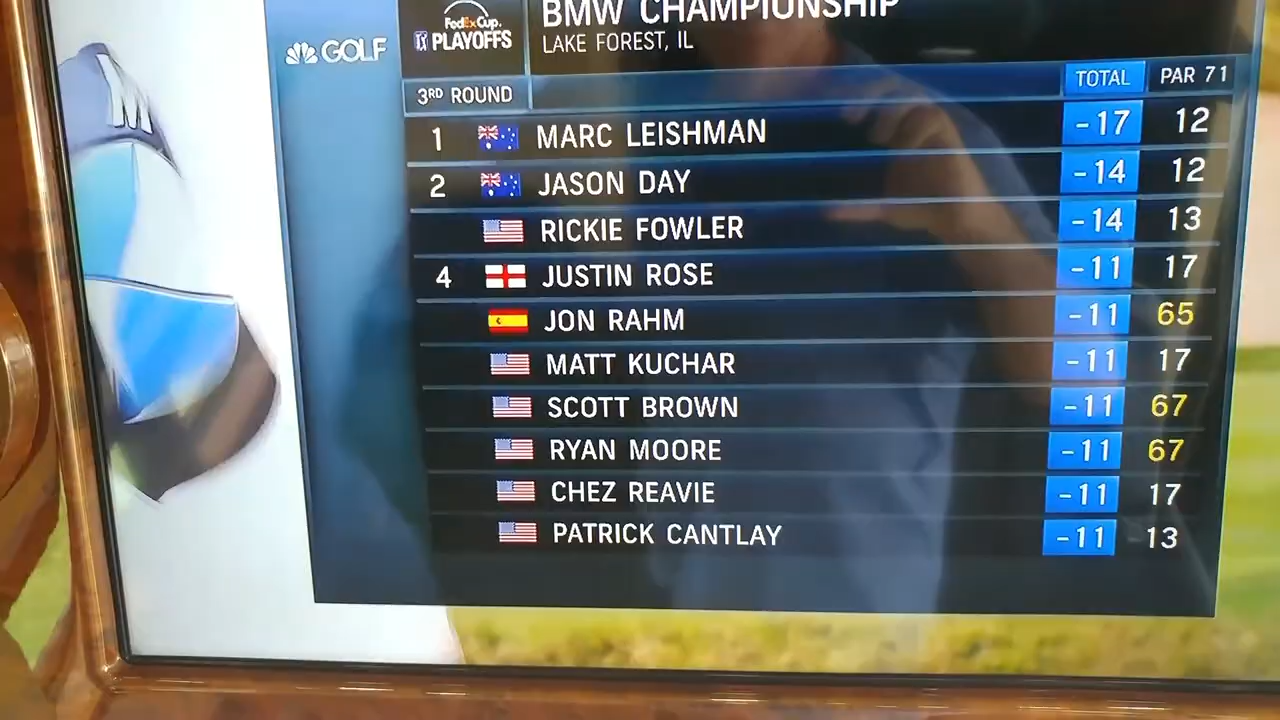 BMW CHAMPIONSHIP
LAKE FOREST, IL
FedExCup.
PLAYOFFS
GOLF
3RD ROUND
TOTAL PAR 71
1 MARC LEISHMAN -17 12
2 JASON DAY -14 12
RICKIE FOWLER -14 13
4 JUSTIN ROSE -11 17
JON RAHM -11 65
MATT KUCHAR -11 17
SCOTT BROWN -11 67
RYAN MOORE -11 67
CHEZ REAVIE -11 17
PATRICK CANTLAY -11 13
M